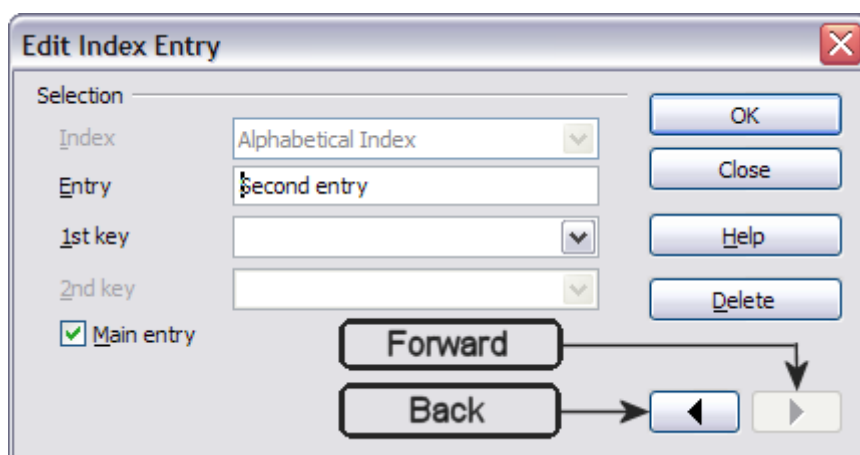 Edit Index Entry
Selection
Index
Alphabetical Index
OK
Entry
Second entry
Close
1st key
Help
2nd key
Delete
Main entry
Forward
Back